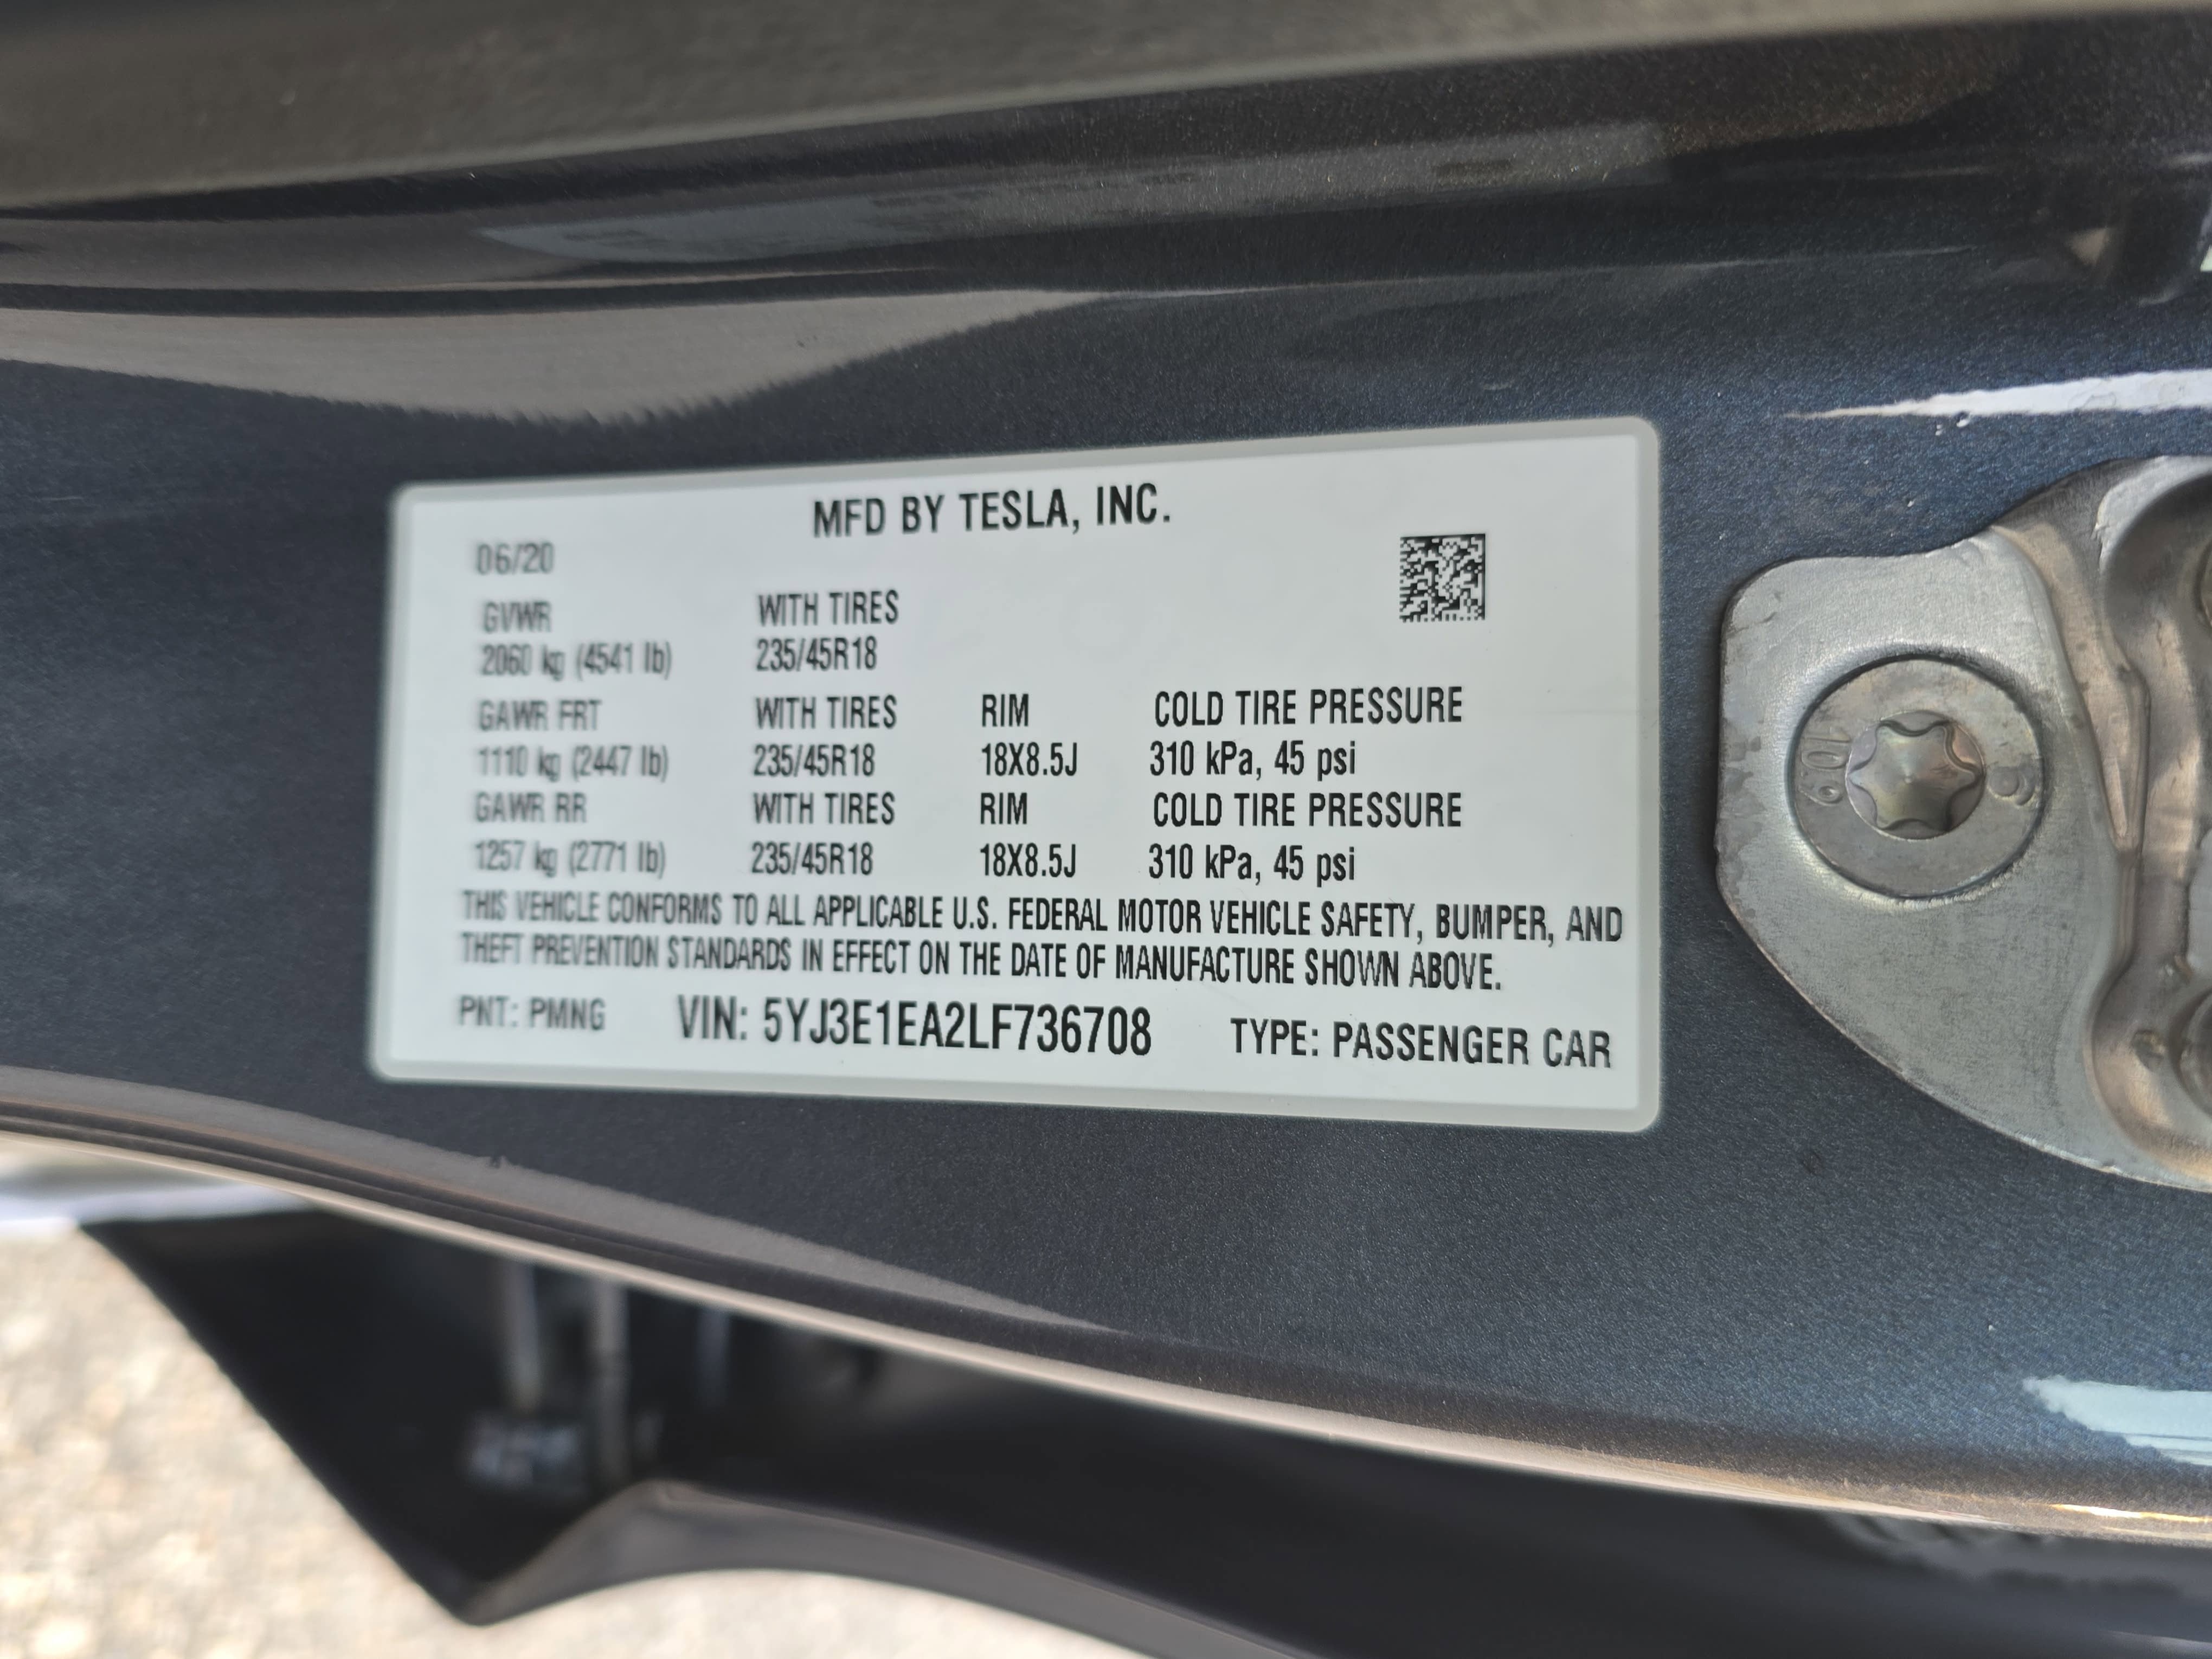 MFD BY TESLA, INC.
06/20
GVWR WITH TIRES
2060 kg (4541 lb) 235/45R18
GAWR FRT WITH TIRES RIM COLD TIRE PRESSURE
1110 kg (2447 lb) 235/45R18 18X8.5J 310 kPa, 45 psi
GAWR RR WITH TIRES RIM COLD TIRE PRESSURE
1257 kg (2771 lb) 235/45R18 18X8.5J 310 kPa, 45 psi
THIS VEHICLE CONFORMS TO ALL APPLICABLE U.S. FEDERAL MOTOR VEHICLE SAFETY, BUMPER, AND
THEFT PREVENTION STANDARDS IN EFFECT ON THE DATE OF MANUFACTURE SHOWN ABOVE.
PNT: PMNG VIN: 5YJ3E1EA2LF736708 TYPE: PASSENGER CAR
10.9